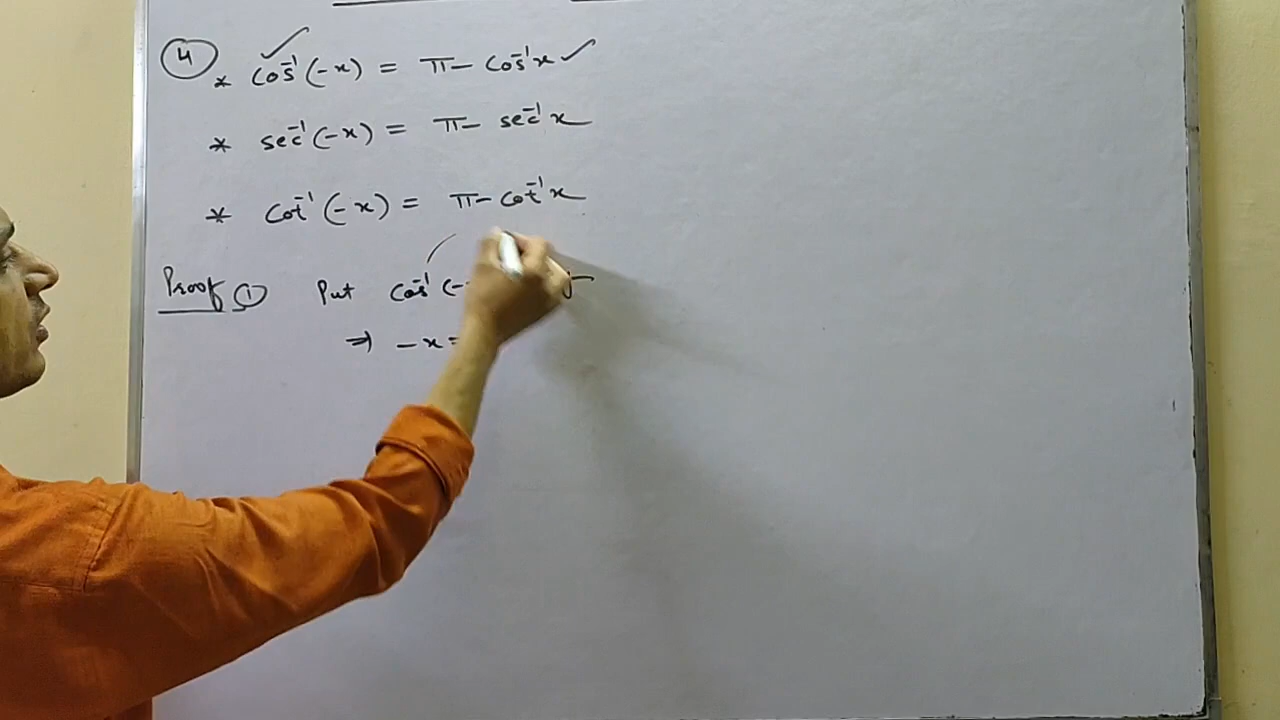 ④ * cos⁻¹(-x) = π - cos⁻¹x
* sec⁻¹(-x) = π - sec⁻¹x
* cot⁻¹(-x) = π - cot⁻¹x
Proof ① Put cos⁻¹(-
⇒ -x =